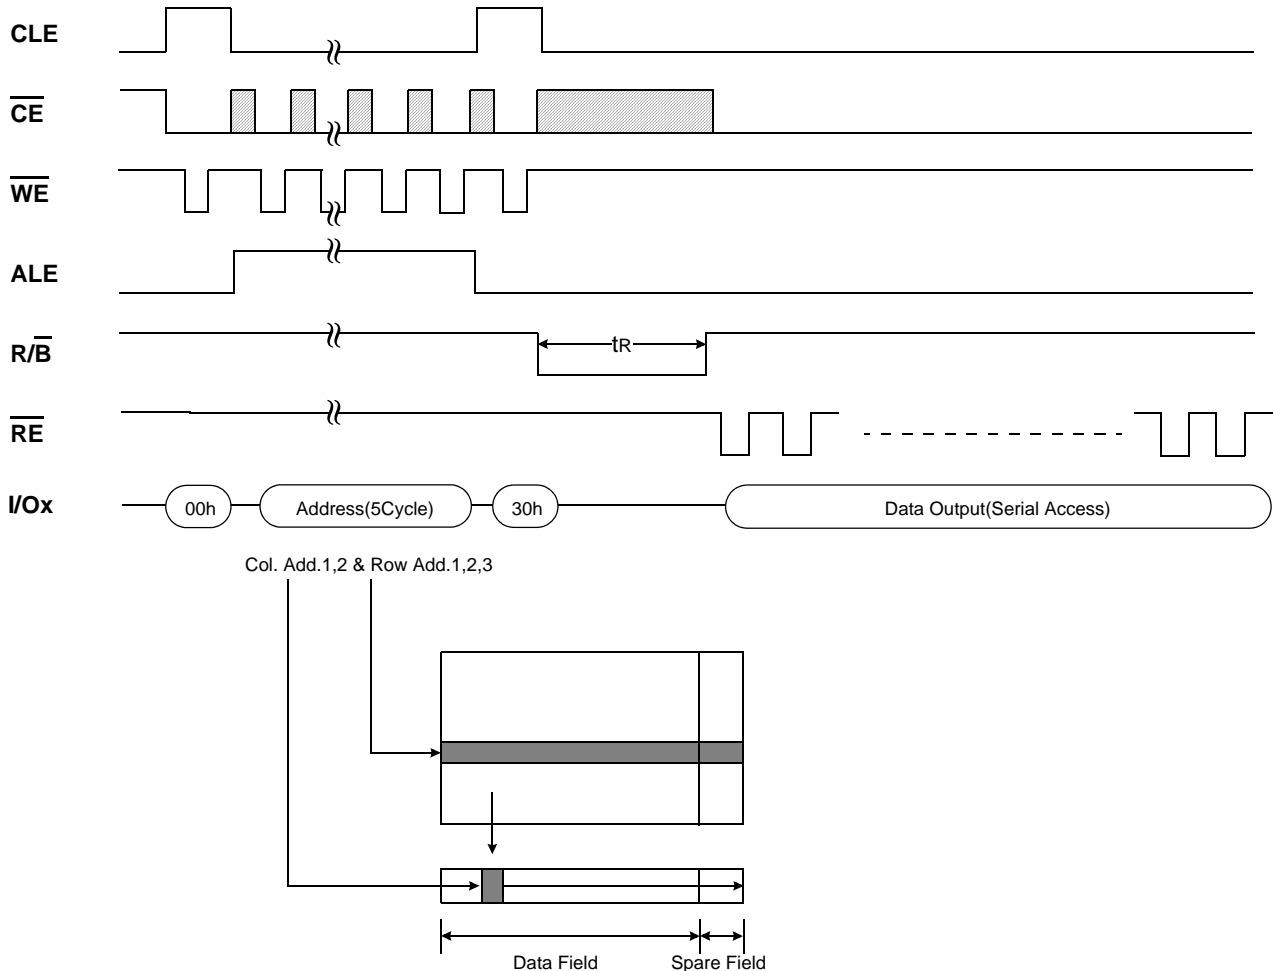 CLE
CE
WE
ALE
R/B
tR
RE
I/Ox
00h
Address(5Cycle)
30h
Data Output(Serial Access)
Col. Add.1,2 & Row Add.1,2,3
Data Field
Spare Field